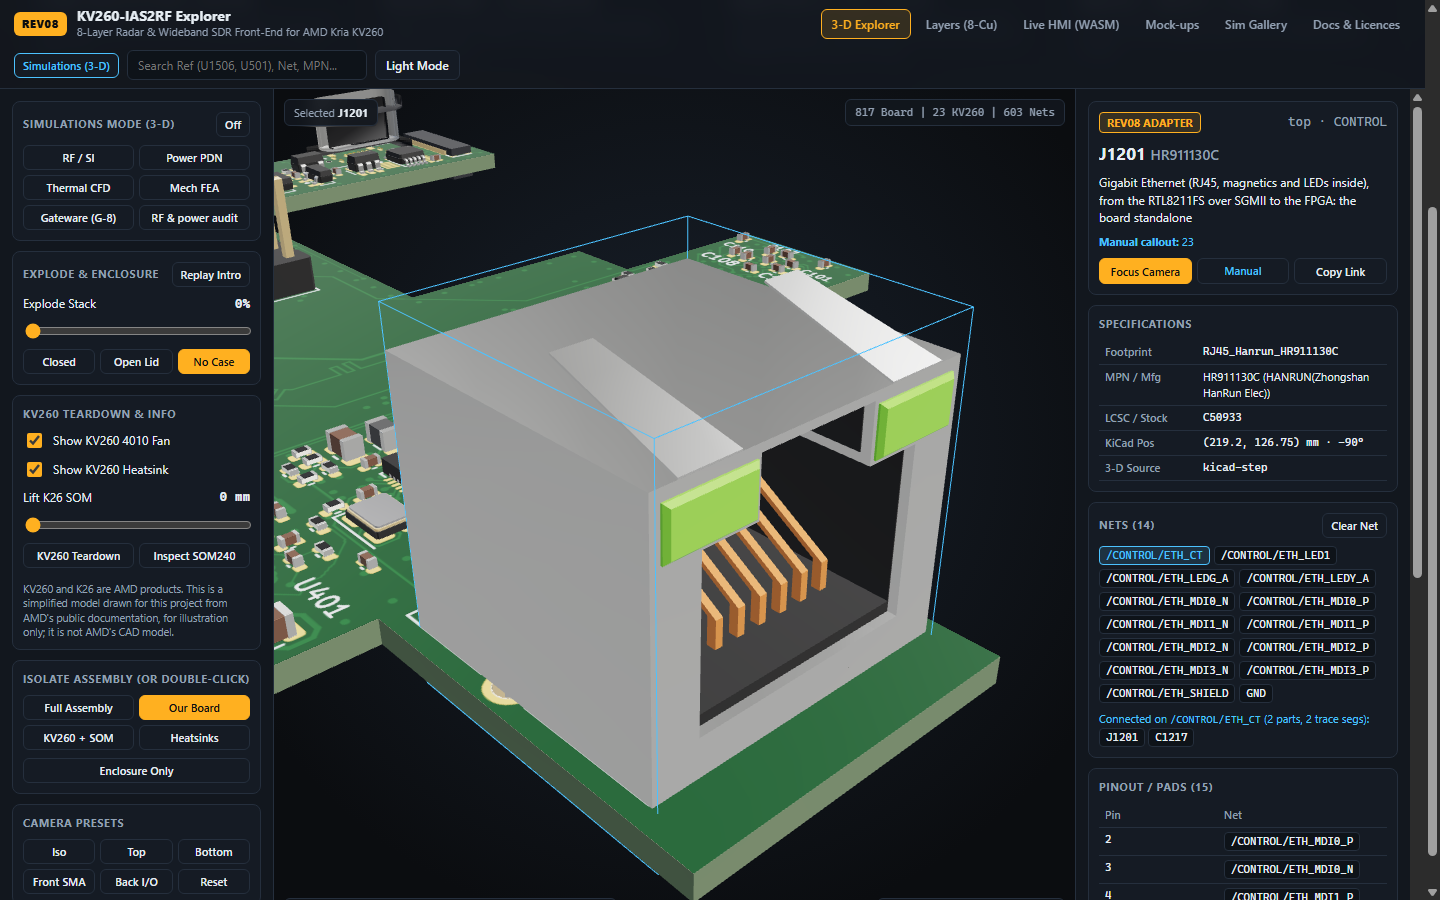 REV08
KV260-IAS2RF Explorer
8-Layer Radar & Wideband SDR Front-End for AMD Kria KV260
3-D Explorer
Layers (8-Cu)
Live HMI (WASM)
Mock-ups
Sim Gallery
Docs & Licences
Simulations (3-D)
Search Ref (U1506, U501), Net, MPN...
Light Mode
SIMULATIONS MODE (3-D)
Off
RF / SI
Power PDN
Thermal CFD
Mech FEA
Gateware (G-8)
RF & power audit
EXPLODE & ENCLOSURE
Replay Intro
Explode Stack
0%
Closed
Open Lid
No Case
KV260 TEARDOWN & INFO
Show KV260 4010 Fan
Show KV260 Heatsink
Lift K26 SOM
0 mm
KV260 Teardown
Inspect SOM240
KV260 and K26 are AMD products. This is a
simplified model drawn for this project from
AMD's public documentation, for illustration
only; it is not AMD's CAD model.
ISOLATE ASSEMBLY (OR DOUBLE-CLICK)
Full Assembly
Our Board
KV260 + SOM
Heatsinks
Enclosure Only
CAMERA PRESETS
Iso
Top
Bottom
Front SMA
Back I/O
Reset
Selected J1201
817 Board | 23 KV260 | 603 Nets
U401
REV08 ADAPTER
top · CONTROL
J1201 HR911130C
Gigabit Ethernet (RJ45, magnetics and LEDs inside),
from the RTL8211FS over SGMII to the FPGA: the
board standalone
Manual callout: 23
Focus Camera
Manual
Copy Link
SPECIFICATIONS
Footprint
RJ45_Hanrun_HR911130C
MPN / Mfg
HR911130C (HANRUN(Zhongshan
HanRun Elec))
LCSC / Stock
C50933
KiCad Pos
(219.2, 126.75) mm · −90°
3-D Source
kicad-step
NETS (14)
Clear Net
/CONTROL/ETH_CT
/CONTROL/ETH_LED1
/CONTROL/ETH_LEDG_A
/CONTROL/ETH_LEDY_A
/CONTROL/ETH_MDI0_N
/CONTROL/ETH_MDI0_P
/CONTROL/ETH_MDI1_N
/CONTROL/ETH_MDI1_P
/CONTROL/ETH_MDI2_N
/CONTROL/ETH_MDI2_P
/CONTROL/ETH_MDI3_N
/CONTROL/ETH_MDI3_P
/CONTROL/ETH_SHIELD
GND
Connected on /CONTROL/ETH_CT (2 parts, 2 trace segs):
J1201
C1217
PINOUT / PADS (15)
Pin
Net
2
/CONTROL/ETH_MDI0_P
3
/CONTROL/ETH_MDI0_N
4
/CONTROL/ETH_MDI1_P